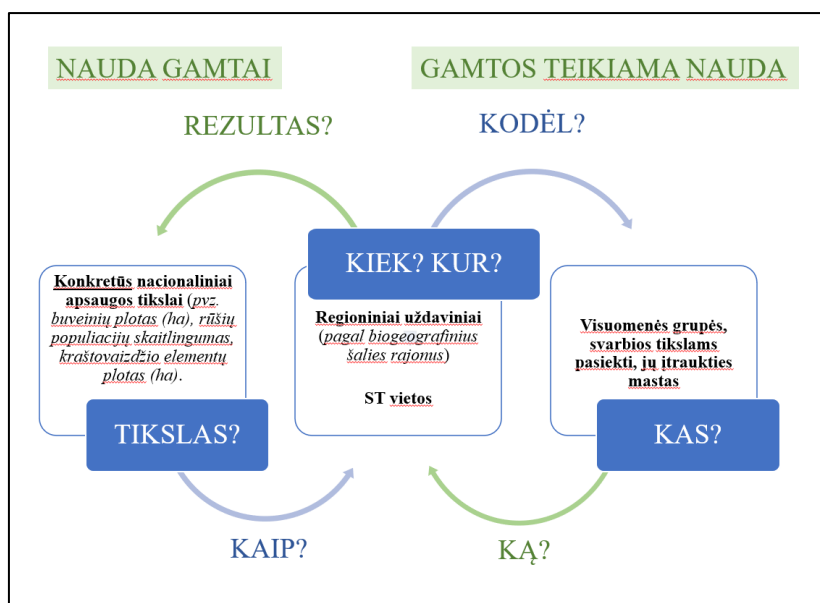 NAUDA GAMTAI
GAMTOS TEIKIAMA NAUDA
REZULTAS?
KODĖL?
KIEK? KUR?
Konkretūs nacionaliniai
apsaugos tikslai (pvz.
buveinių plotas (ha), rūšių
populiacijų skaitlingumas,
kraštovaizdžio elementų
plotas (ha).
TIKSLAS?
Regioniniai uždaviniai
(pagal biogeografinius
šalies rajonus)
ST vietos
Visuomenės grupės,
svarbios tikslams
pasiekti, jų įtraukties
mastas
KAS?
KAIP?
KĄ?